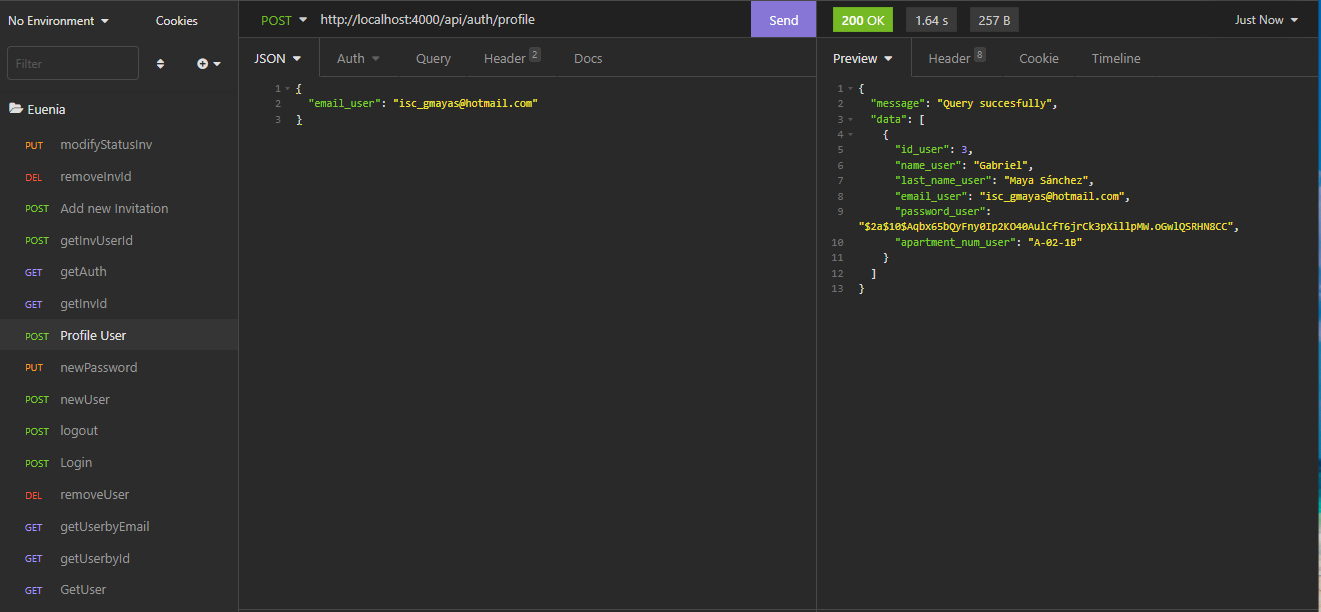 No Environment
Cookies
Filter
Euenia
PUT modifyStatusInv
DEL removeInvId
POST Add new Invitation
POST getInvUserId
GET getAuth
GET getInvId
POST Profile User
PUT newPassword
POST newUser
POST logout
POST Login
DEL removeUser
GET getUserbyEmail
GET getUserbyId
GET GetUser
POST http://localhost:4000/api/auth/profile Send
JSON Auth Query Header 2 Docs
1 {
2 "email_user": "isc_gmayas@hotmail.com"
3 }
200 OK 1.64 s 257 B Just Now
Preview Header 8 Cookie Timeline
1 {
2 "message": "Query succesfully",
3 "data": [
4 {
5 "id_user": 3,
6 "name_user": "Gabriel",
7 "last_name_user": "Maya Sánchez",
8 "email_user": "isc_gmayas@hotmail.com",
9 "password_user":
"$2a$10$Aqbx65bQyFny0Ip2KO40AulCfT6jrCk3pXillpMW.oGwlQSRHN8CC",
10 "apartment_num_user": "A-02-1B"
11 }
12 ]
13 }